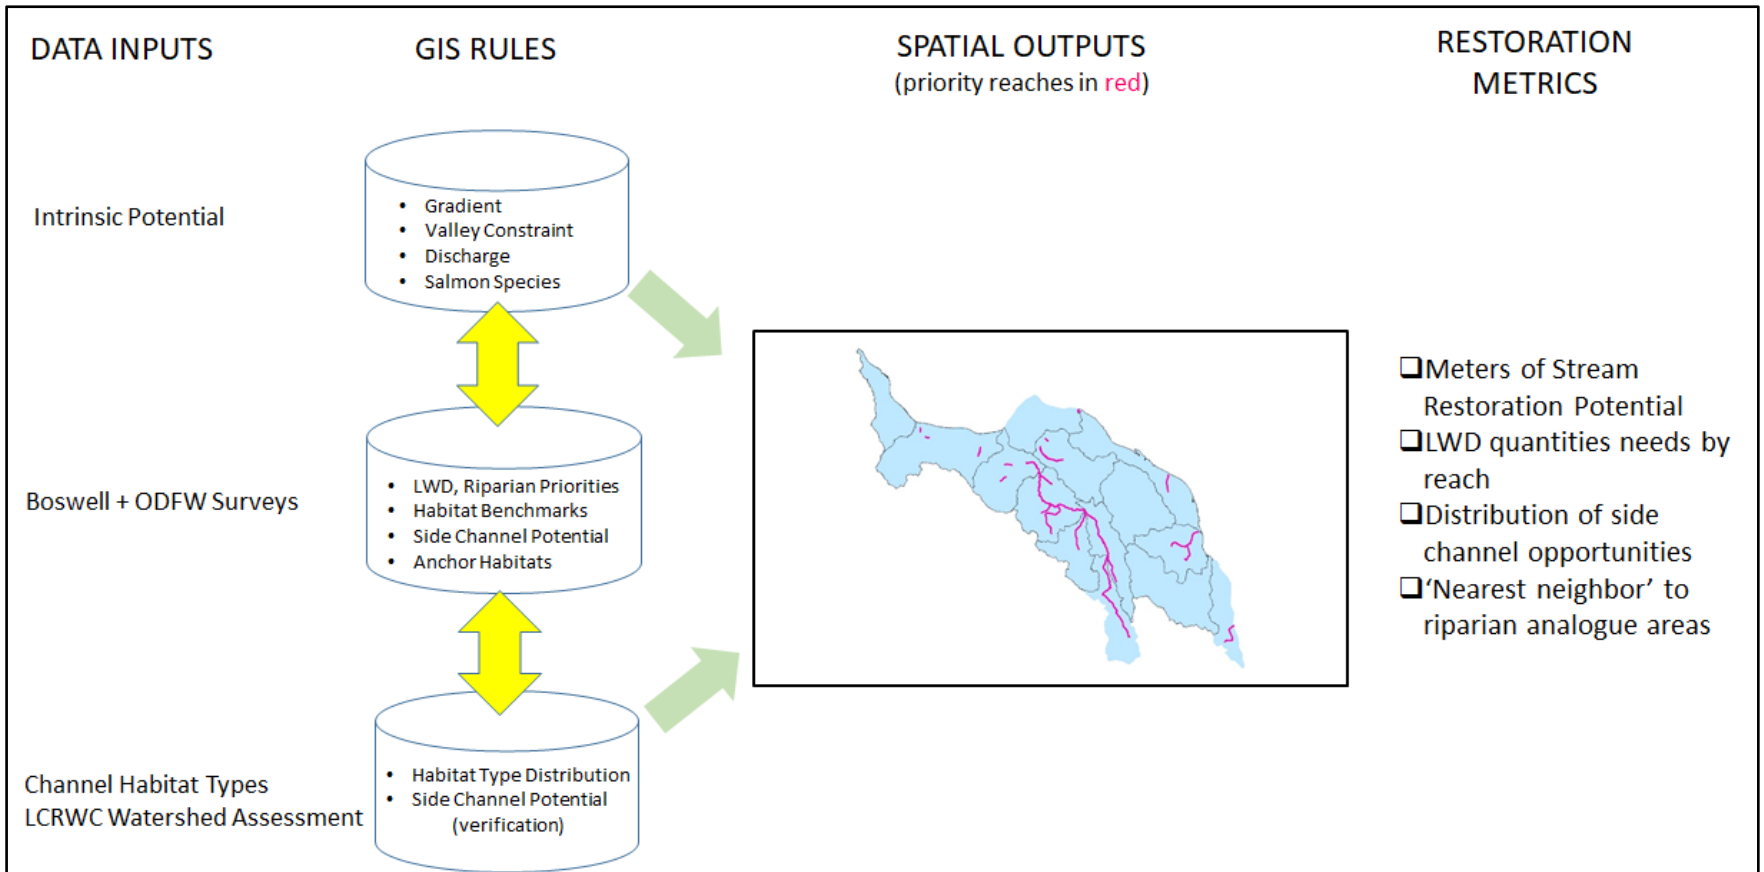 DATA INPUTS
GIS RULES
SPATIAL OUTPUTS
(priority reaches in red)
RESTORATION
METRICS
Intrinsic Potential
• Gradient
• Valley Constraint
• Discharge
• Salmon Species
Boswell + ODFW Surveys
• LWD, Riparian Priorities
• Habitat Benchmarks
• Side Channel Potential
• Anchor Habitats
Channel Habitat Types
LCRWC Watershed Assessment
• Habitat Type Distribution
• Side Channel Potential
(verification)
❑Meters of Stream
Restoration Potential
❑LWD quantities needs by
reach
❑Distribution of side
channel opportunities
❑‘Nearest neighbor’ to
riparian analogue areas